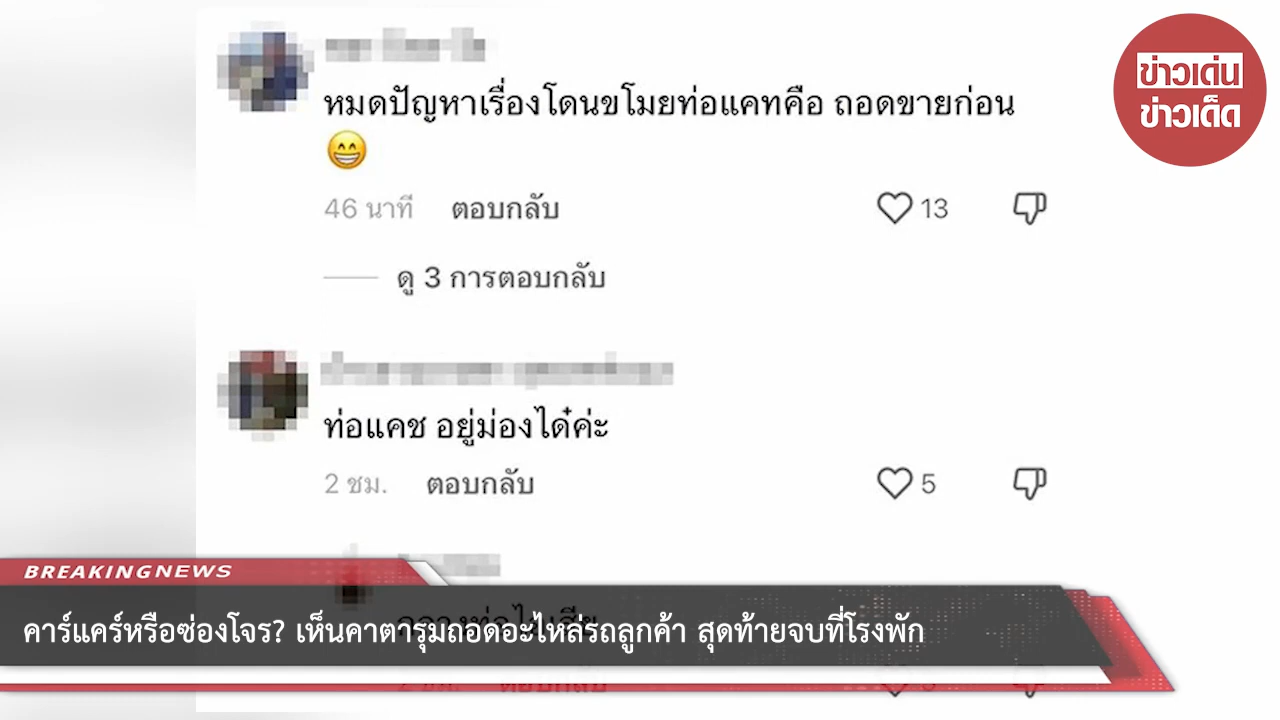 ข่าวเด่น
ข่าวเด็ด
หมดปัญหาเรื่องโดนขโมยท่อแคทคือ ถอดขายก่อน
😁
46 นาที ตอบกลับ 13
ดู 3 การตอบกลับ
ท่อแคช อยู่ม่องได๋ค่ะ
2 ชม. ตอบกลับ 5
BREAKINGNEWS
คาร์แคร์หรือซ่องโจร? เห็นคาตารุมถอดอะไหล่รถลูกค้า สุดท้ายจบที่โรงพัก